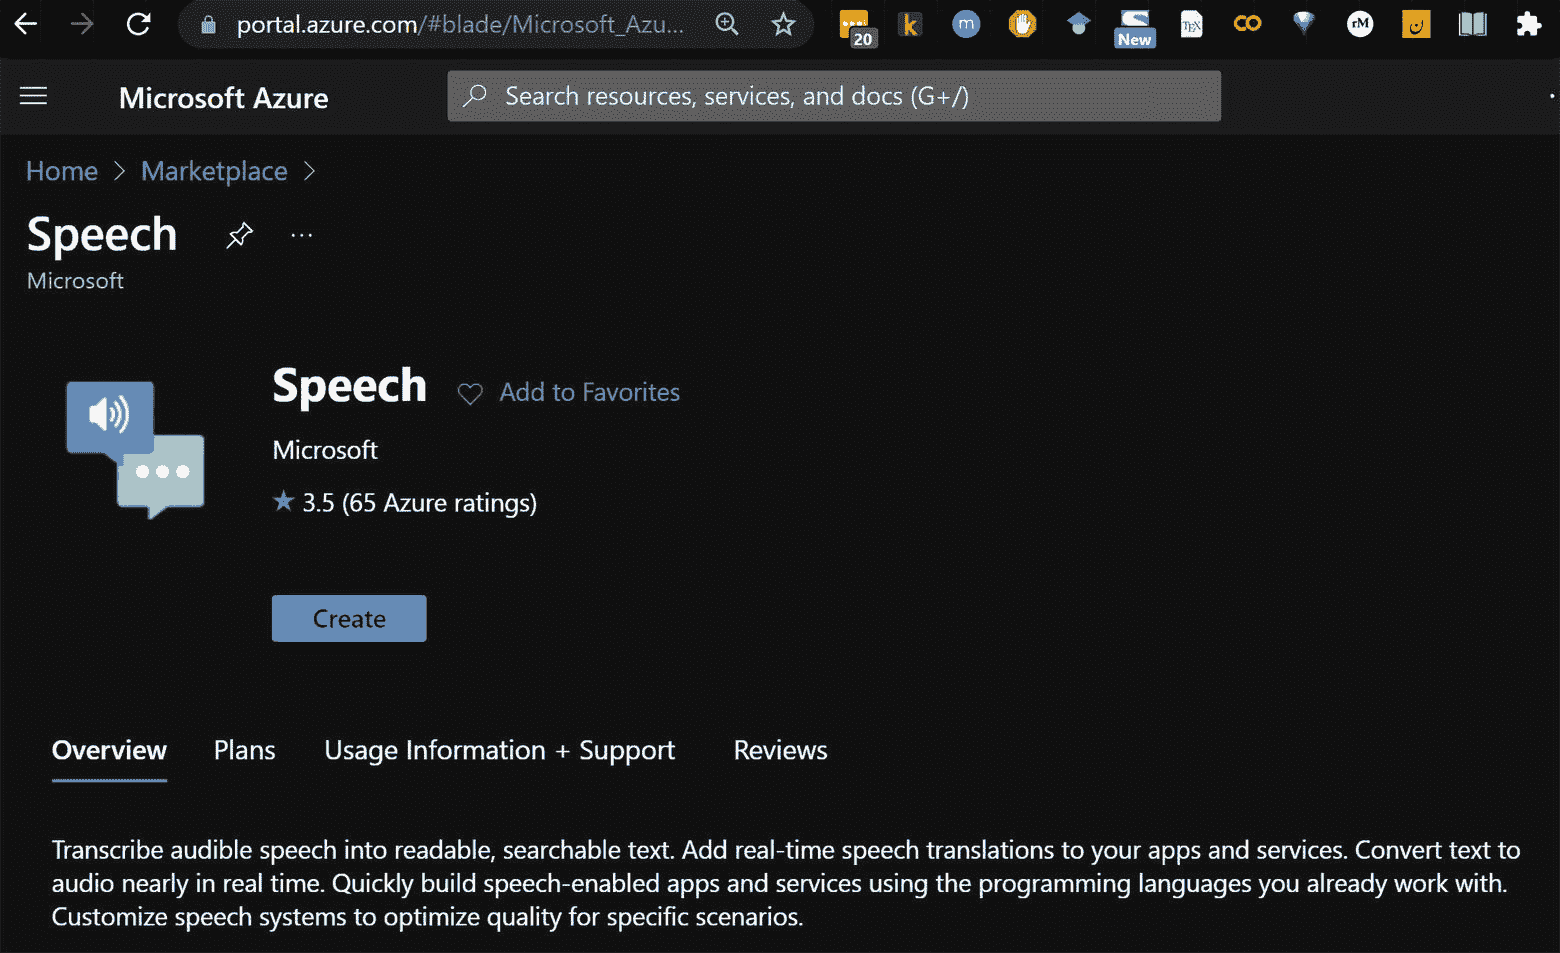 portal.azure.com/#blade/Microsoft_Azu...
20
k
m
New
TEX
CO
rM
ن
Microsoft Azure
Search resources, services, and docs (G+/)
Home > Marketplace >
Speech
Microsoft
Speech
Add to Favorites
Microsoft
3.5 (65 Azure ratings)
Create
Overview
Plans
Usage Information + Support
Reviews
Transcribe audible speech into readable, searchable text. Add real-time speech translations to your apps and services. Convert text to
audio nearly in real time. Quickly build speech-enabled apps and services using the programming languages you already work with.
Customize speech systems to optimize quality for specific scenarios.